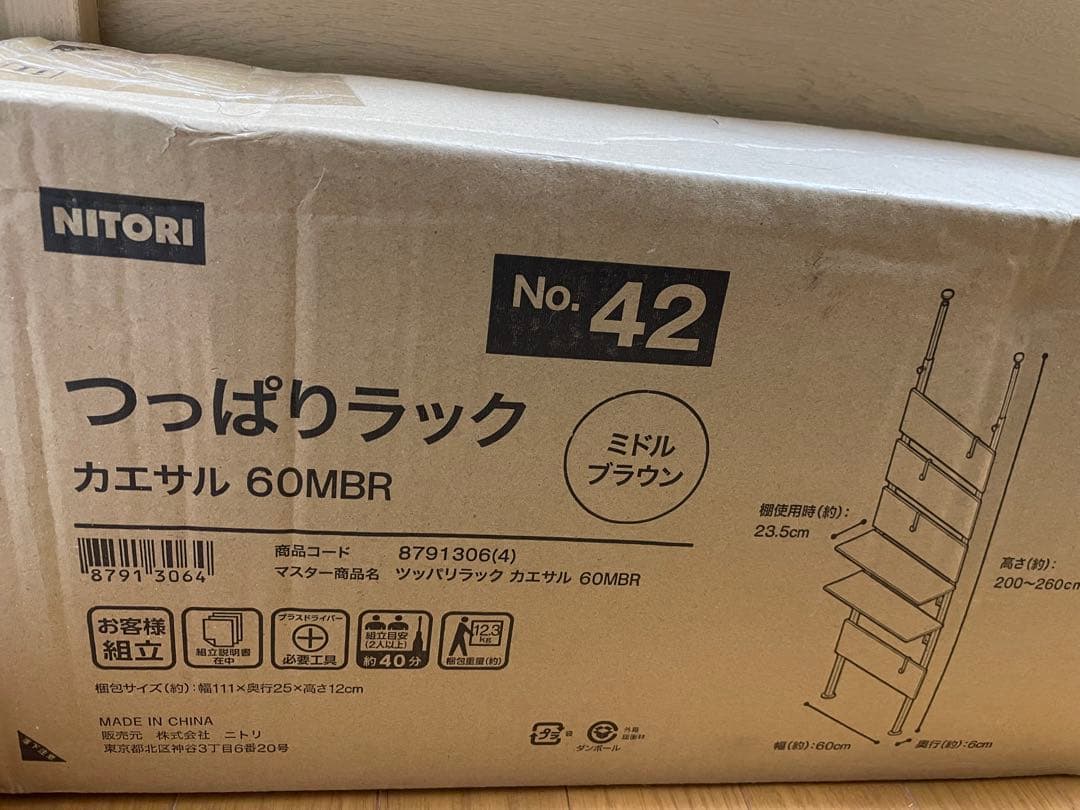 NITORI
No. 42
つっぱりラック
カエサル 60MBR
ミドル
ブラウン
棚使用時(約):
23.5cm
高さ(約):
200〜260cm
8791 3064
商品コード 8791306(4)
マスター商品名 ツッパリラック カエサル 60MBR
お客様
組立
組立説明書
在中
プラスドライバー
必要工具
組立目安
(2人以上)
約40分
12.3
kg
梱包重量(約)
梱包サイズ(約):幅111×奥行25×高さ12cm
MADE IN CHINA
販売元 株式会社 ニトリ
東京都北区神谷3丁目6番20号
プラ
袋
ダンボール
外箱
緩衝材
幅(約):60cm
奥行(約):6cm